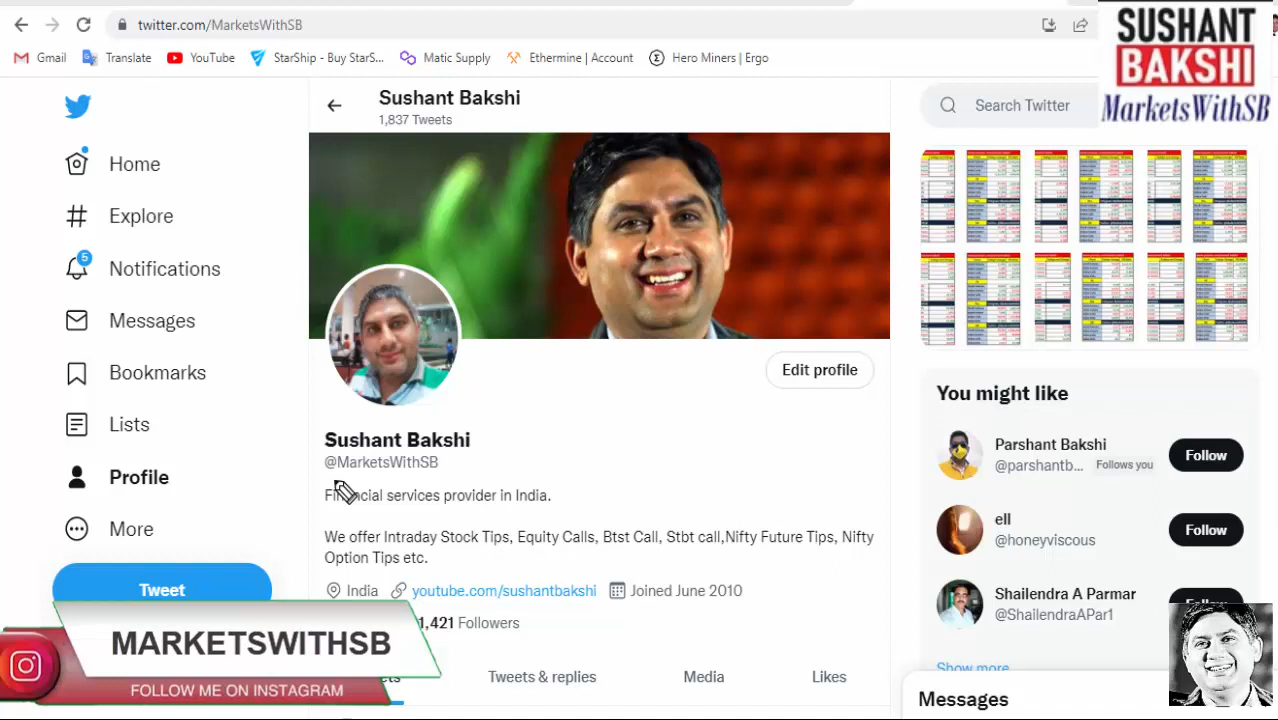 twitter.com/MarketsWithSB
Gmail
Translate
YouTube
StarShip - Buy StarS...
Matic Supply
Ethermine | Account
Hero Miners | Ergo
SUSHANT
BAKSHI
MarketsWithSB
Sushant Bakshi
1,837 Tweets
Search Twitter
Home
Explore
5
Notifications
Messages
Bookmarks
Lists
Profile
More
Tweet
Edit profile
Sushant Bakshi
@MarketsWithSB
Financial services provider in India.
We offer Intraday Stock Tips, Equity Calls, Btst Call, Stbt call,Nifty Future Tips, Nifty
Option Tips etc.
India youtube.com/sushantbakshi Joined June 2010
1,421 Followers
Tweets & replies
Media
Likes
You might like
Parshant Bakshi
@parshantb... Follows you
Follow
ell
@honeyviscous
Follow
Shailendra A Parmar
@ShailendraAPar1
Follow
Show more
Messages
MARKETSWITHSB
FOLLOW ME ON INSTAGRAM